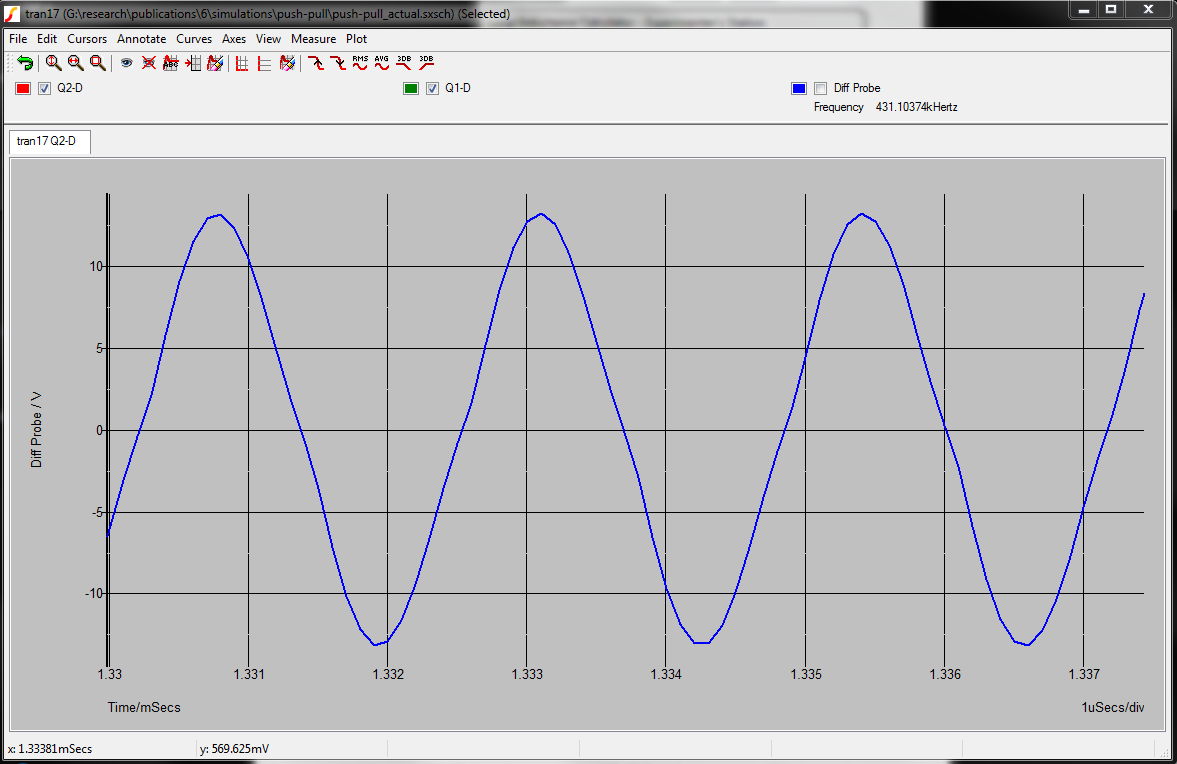 tran17 (G:\research\publications\6\simulations\push-pull\push-pull_actual.sxsch) (Selected)
File Edit Cursors Annotate Curves Axes View Measure Plot
ABC RMS AVG 3DB 3DB
Q2-D Q1-D Diff Probe
Frequency 431.10374kHertz
tran17 Q2-D
10
5
0
-5
-10
Diff Probe / V
1.33 1.331 1.332 1.333 1.334 1.335 1.336 1.337
Time/mSecs 1uSecs/div
x: 1.33381mSecs y: 569.625mV